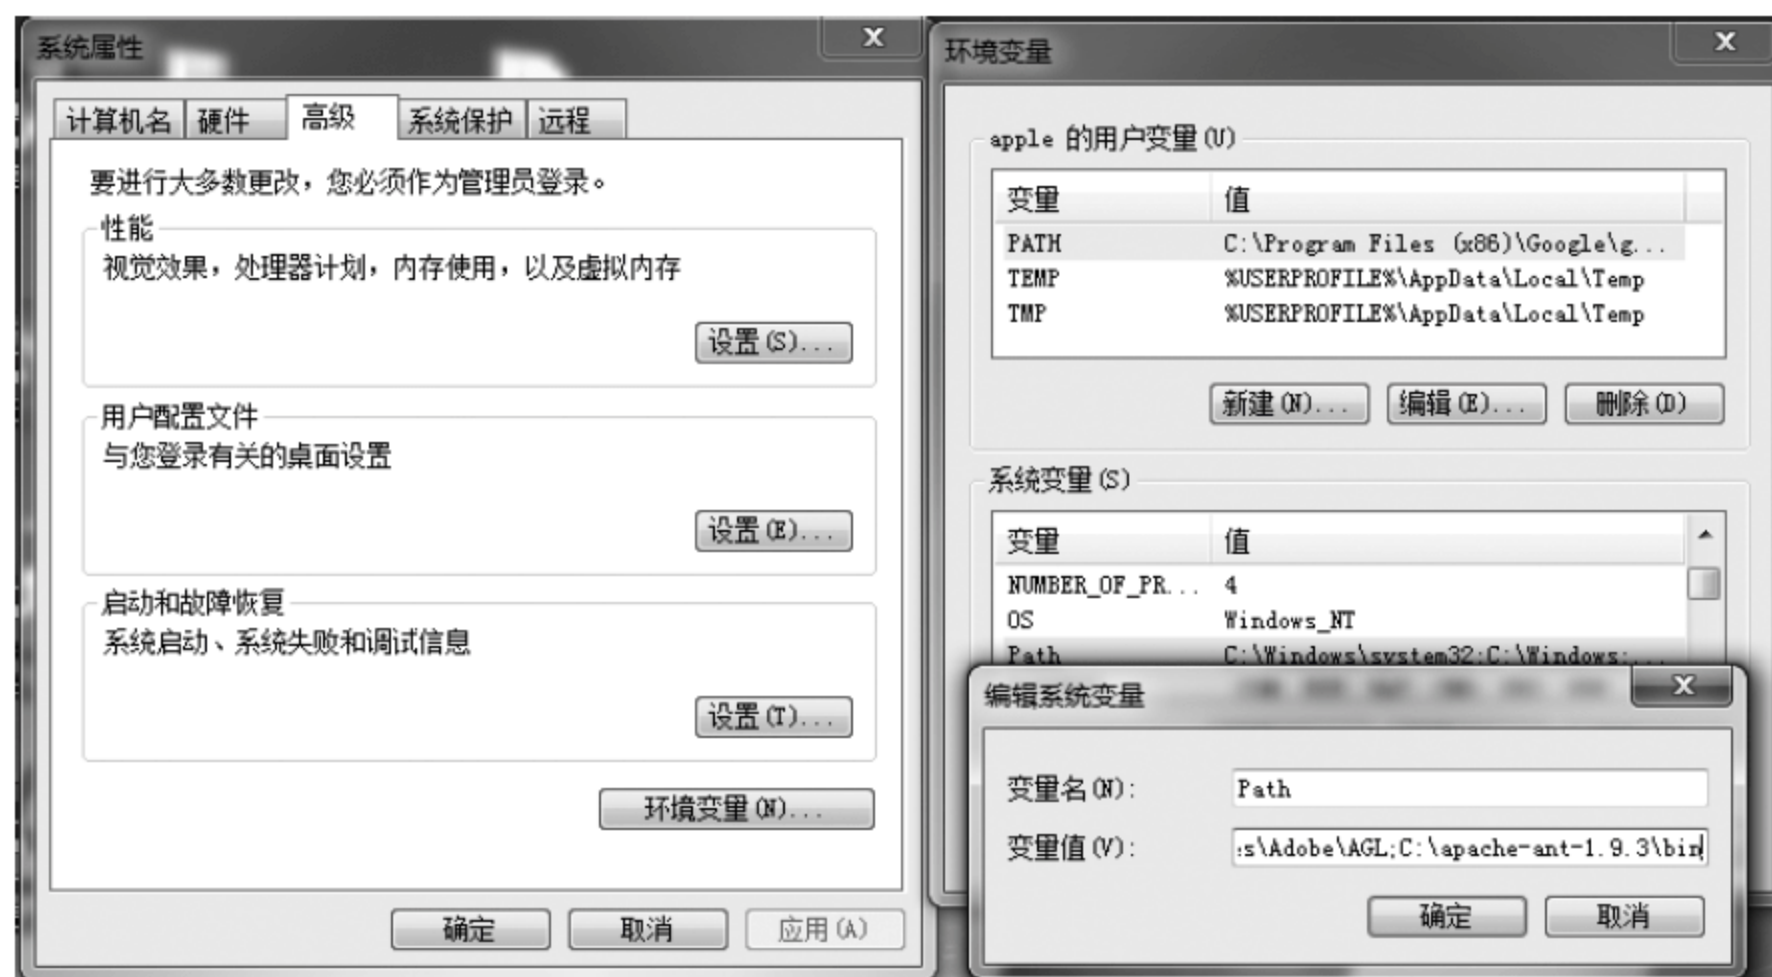 系统属性
计算机名 硬件 高级 系统保护 远程
要进行大多数更改，您必须作为管理员登录。
性能
视觉效果，处理器计划，内存使用，以及虚拟内存
设置(S)...
用户配置文件
与您登录有关的桌面设置
设置(E)...
启动和故障恢复
系统启动、系统失败和调试信息
设置(T)...
环境变量(N)...
确定 取消 应用(A)
环境变量
apple 的用户变量(U)
变量 值
PATH C:\Program Files (x86)\Google\g...
TEMP %USERPROFILE%\AppData\Local\Temp
TMP %USERPROFILE%\AppData\Local\Temp
新建(N)... 编辑(E)... 删除(D)
系统变量(S)
变量 值
NUMBER_OF_PR... 4
OS Windows_NT
Path C:\Windows\system32;C:\Windows;...
编辑系统变量
变量名(N): Path
变量值(V): s\Adobe\AGL;C:\apache-ant-1.9.3\bin
确定 取消